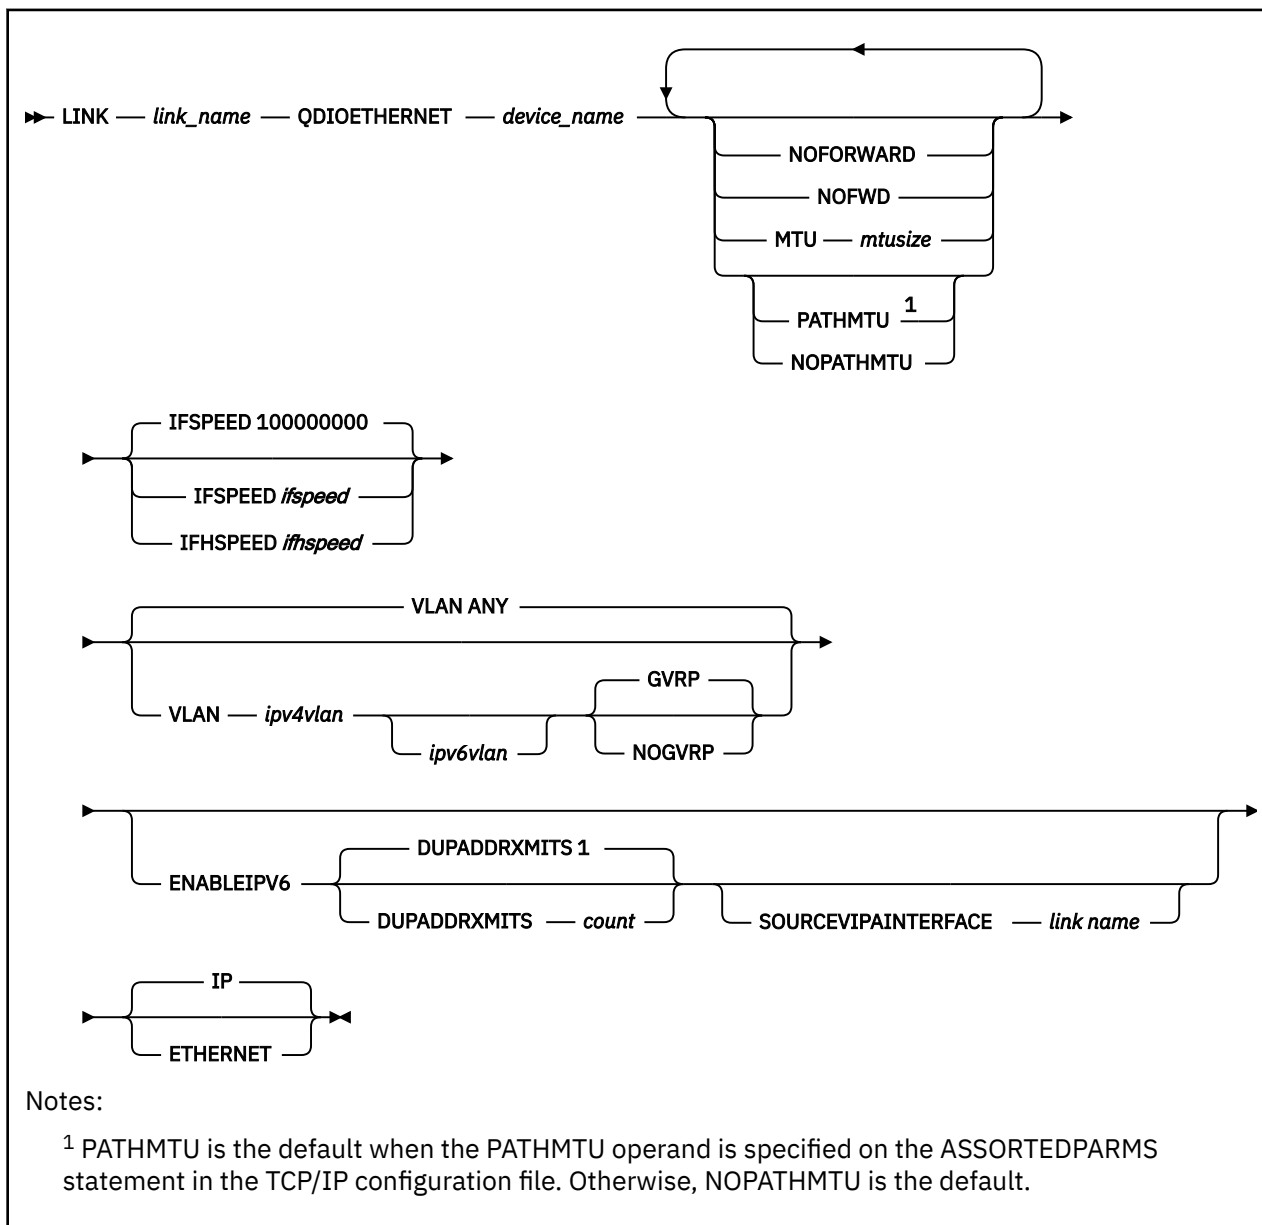 LINK link_name QDIOETHERNET device_name
NOFORWARD
NOFWD
MTU mtusize
PATHMTU 1
NOPATHMTU
IFSPEED 100000000
IFSPEED ifspeed
IFHSPEED ifhspeed
VLAN ANY
GVRP
VLAN ipv4vlan
ipv6vlan NOGVRP
DUPADDRXMITS 1
ENABLEIPV6
DUPADDRXMITS count SOURCEVIPAINTERFACE link name
IP
ETHERNET
Notes:
1 PATHMTU is the default when the PATHMTU operand is specified on the ASSORTEDPARMS
statement in the TCP/IP configuration file. Otherwise, NOPATHMTU is the default.